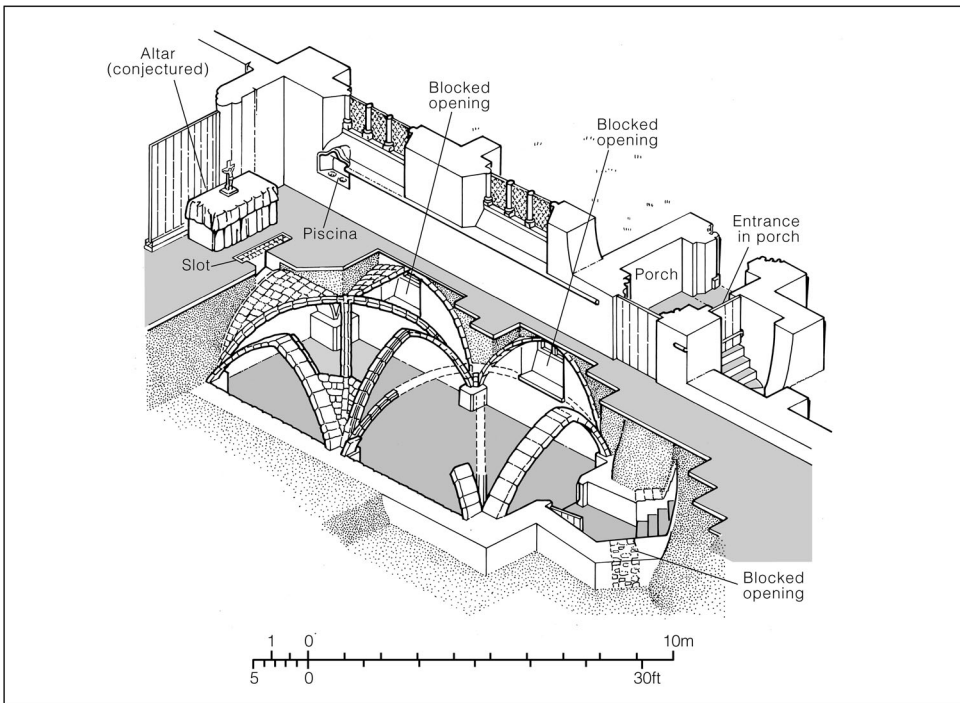 Altar
(conjectured)
Blocked
opening
Blocked
opening
Piscina
Slot
Entrance
in porch
Porch
Blocked
opening
1 0 10m
5 0 30ft